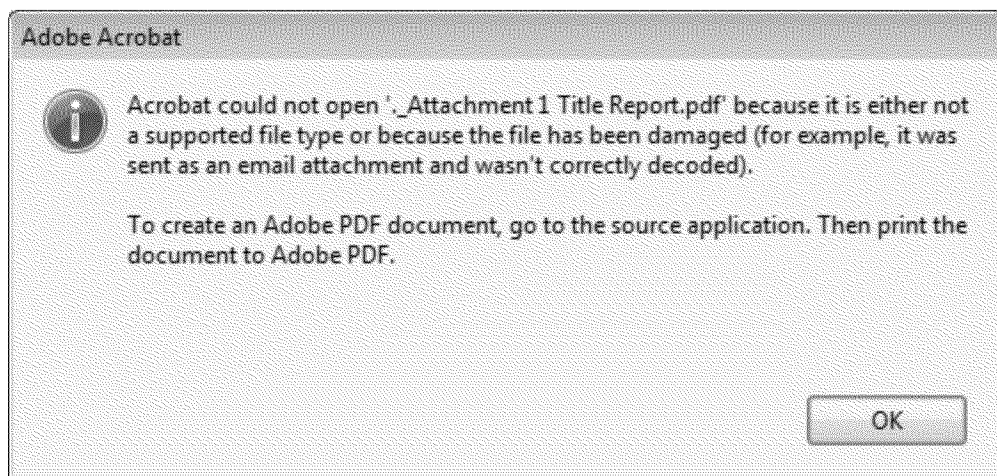 Adobe Acrobat
Acrobat could not open '._Attachment 1 Title Report.pdf' because it is either not
a supported file type or because the file has been damaged (for example, it was
sent as an email attachment and wasn't correctly decoded).
To create an Adobe PDF document, go to the source application. Then print the
document to Adobe PDF.
OK